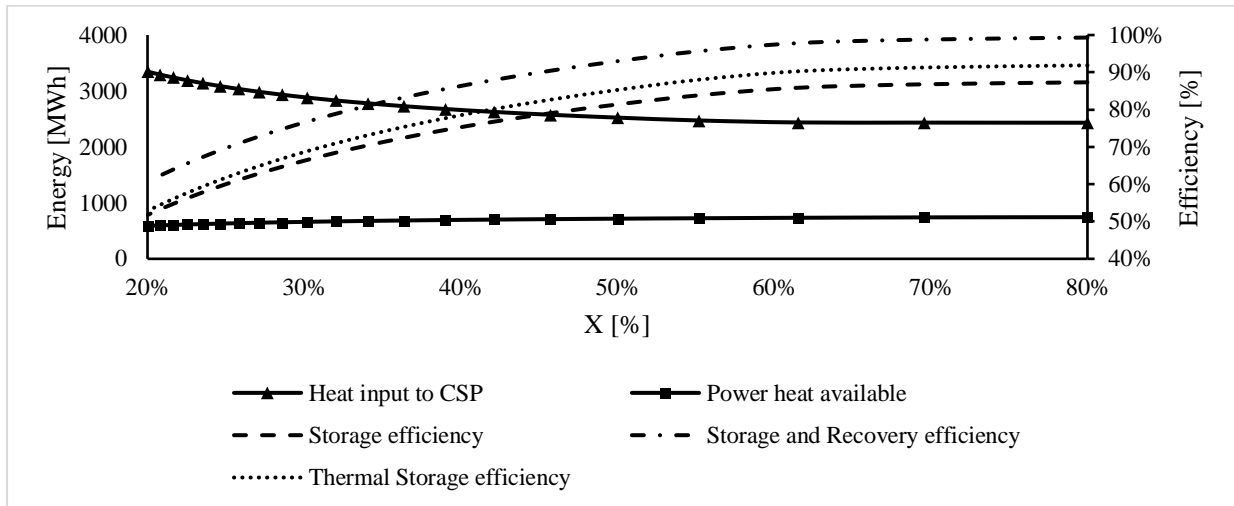 Energy [MWh]
4000
3000
2000
1000
0
100%
90%
80%
70%
60%
50%
40%
Efficiency [%]
20%
30%
40%
50%
60%
70%
80%
X [%]
Heat input to CSP
Power heat available
Storage efficiency
Storage and Recovery efficiency
Thermal Storage efficiency